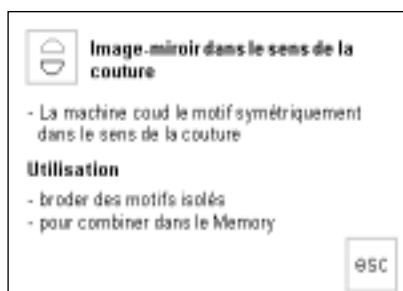 Image-miroir dans le sens de la
couture
- La machine coud le motif symétriquement
dans le sens de la couture
Utilisation
- broder des motifs isolés
- pour combiner dans le Memory
esc